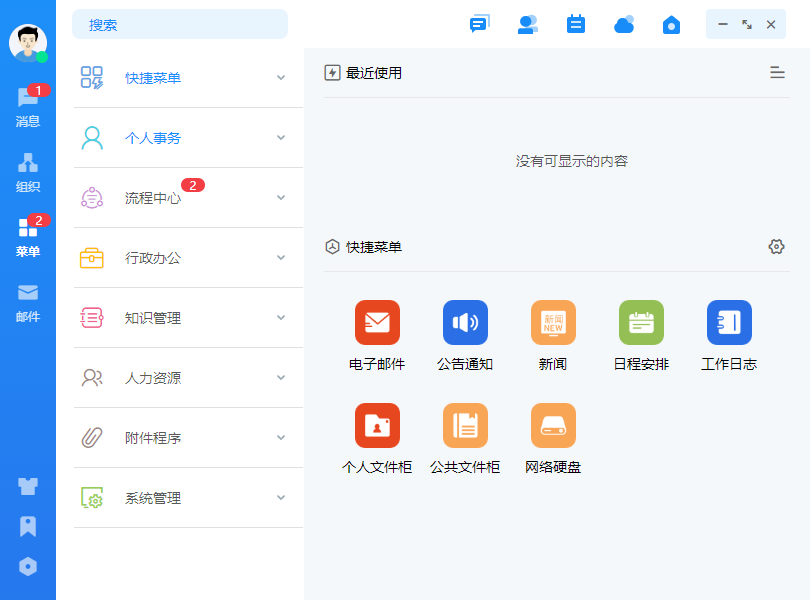 搜索
1
消息
组织
2
菜单
邮件
快捷菜单
个人事务
流程中心
2
行政办公
知识管理
人力资源
附件程序
系统管理
最近使用
没有可显示的内容
快捷菜单
新闻
NEW
电子邮件 公告通知 新闻 日程安排 工作日志
个人文件柜 公共文件柜 网络硬盘